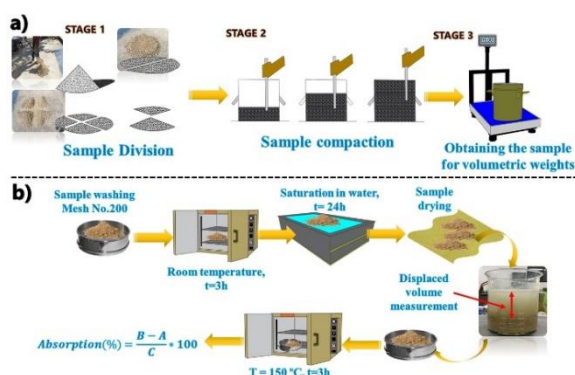 a)
STAGE 1
STAGE 2
STAGE 3
Sample Division
Sample compaction
Obtaining the sample
for volumetric weights
b)
Sample washing
Mesh No.200
Room temperature,
t=3h
Saturation in water,
t= 24h
Sample
drying
Displaced
volume
measurement
T = 150 °C, t=3h
Absorption(%) = \frac{B − A}{C} * 100